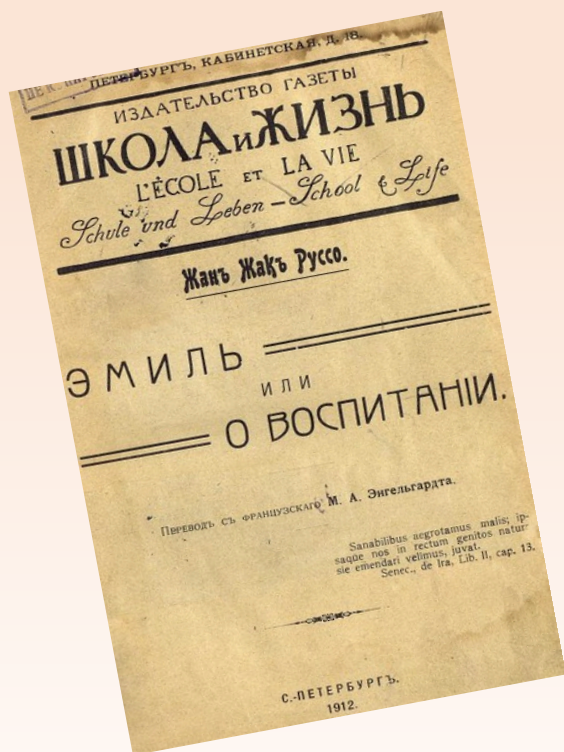 ПЕТЕРБУРГЪ, КАБИНЕТСКАЯ, Д. 18.
ИЗДАТЕЛЬСТВО ГАЗЕТЫ
ШКОЛА и ЖИЗНЬ
L'ÉCOLE ET LA VIE
Schule und Leben — School & Life
Жанъ Жакъ Руссо.
ЭМИЛЬ
ИЛИ
О ВОСПИТАНІИ.
ПЕРЕВОДЪ СЪ ФРАНЦУЗСКАГО М. А. Энгельгардта.
Sanabilibus aegrotamus malis; ip-
saque nos in rectum genitos natur-
sie emendari velimus, juvat.
Senec., de Ira, Lib. II, cap. 13.
С.-ПЕТЕРБУРГЪ.
1912.